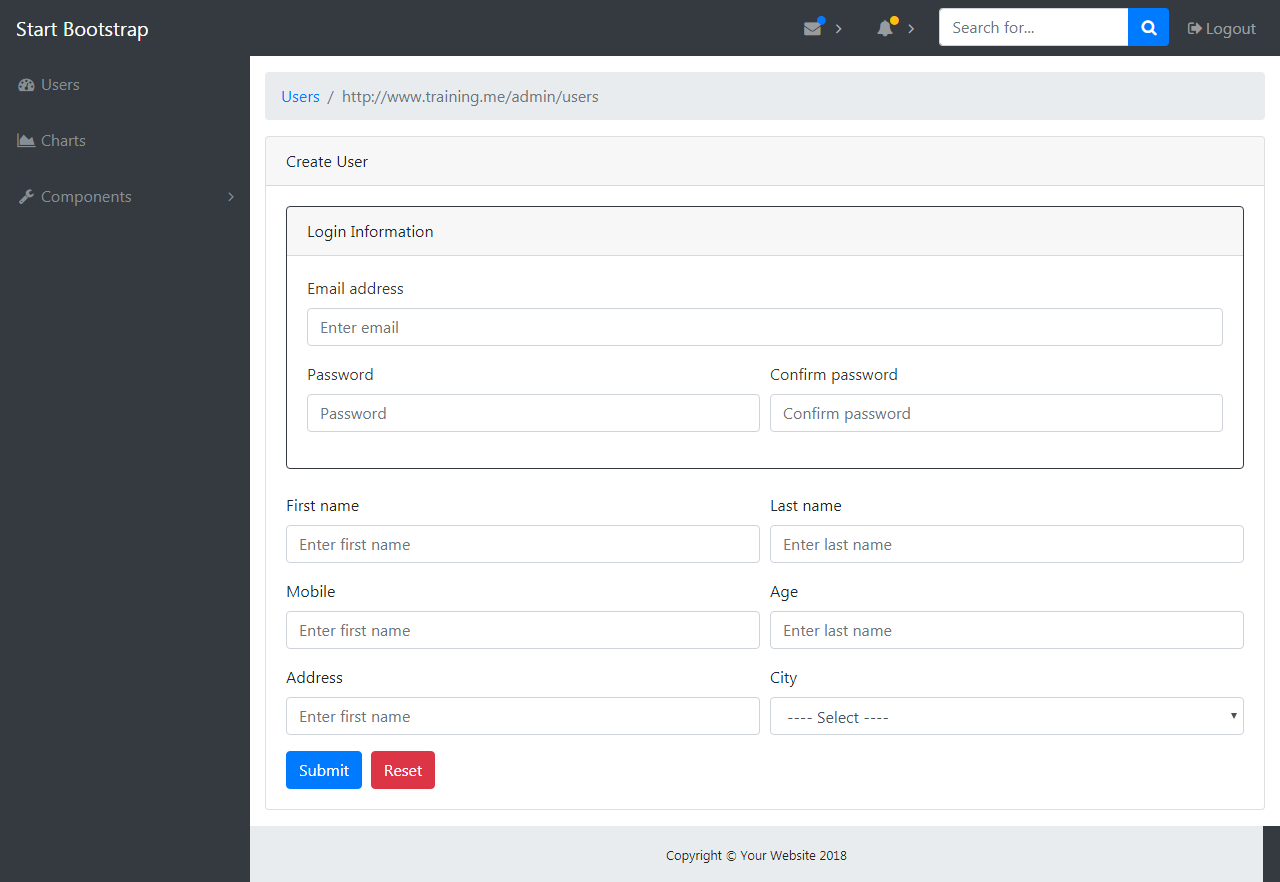 Start Bootstrap
Search for...
Logout
Users
Charts
Components
Users / http://www.training.me/admin/users
Create User
Login Information
Email address
Enter email
Password Confirm password
Password Confirm password
First name Last name
Enter first name Enter last name
Mobile Age
Enter first name Enter last name
Address City
Enter first name ---- Select ----
Submit Reset
Copyright © Your Website 2018